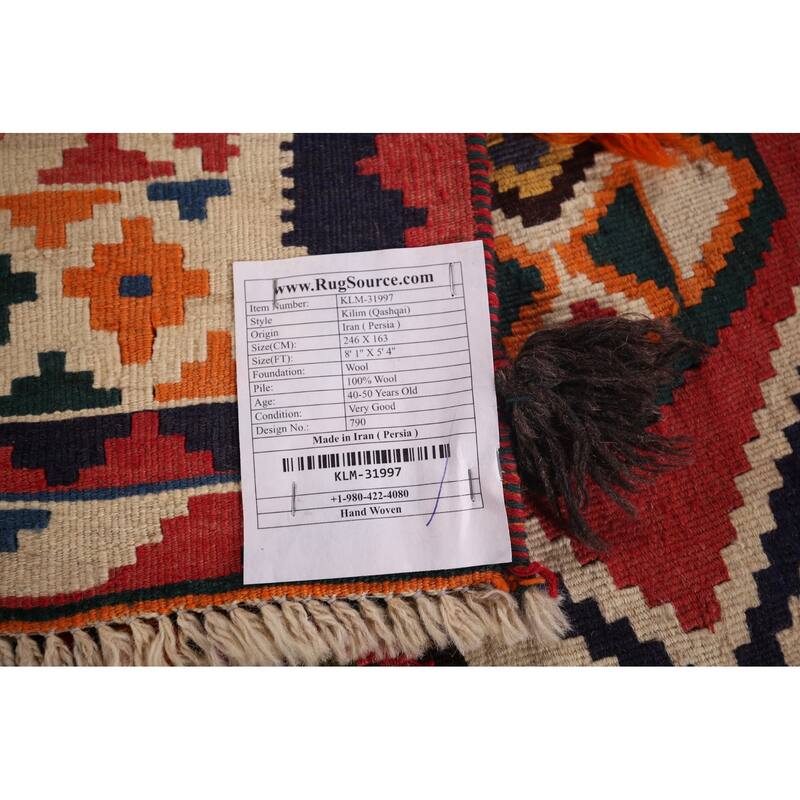 www.RugSource.com
Item Number: KLM-31997
Style Kilim (Qashqai)
Origin Iran ( Persia )
Size(CM): 246 X 163
Size(FT): 8' 1" X 5' 4"
Foundation: Wool
Pile: 100% Wool
Age: 40-50 Years Old
Condition: Very Good
Design No.: 790
Made in Iran ( Persia )
KLM-31997
+1-980-422-4080
Hand Woven